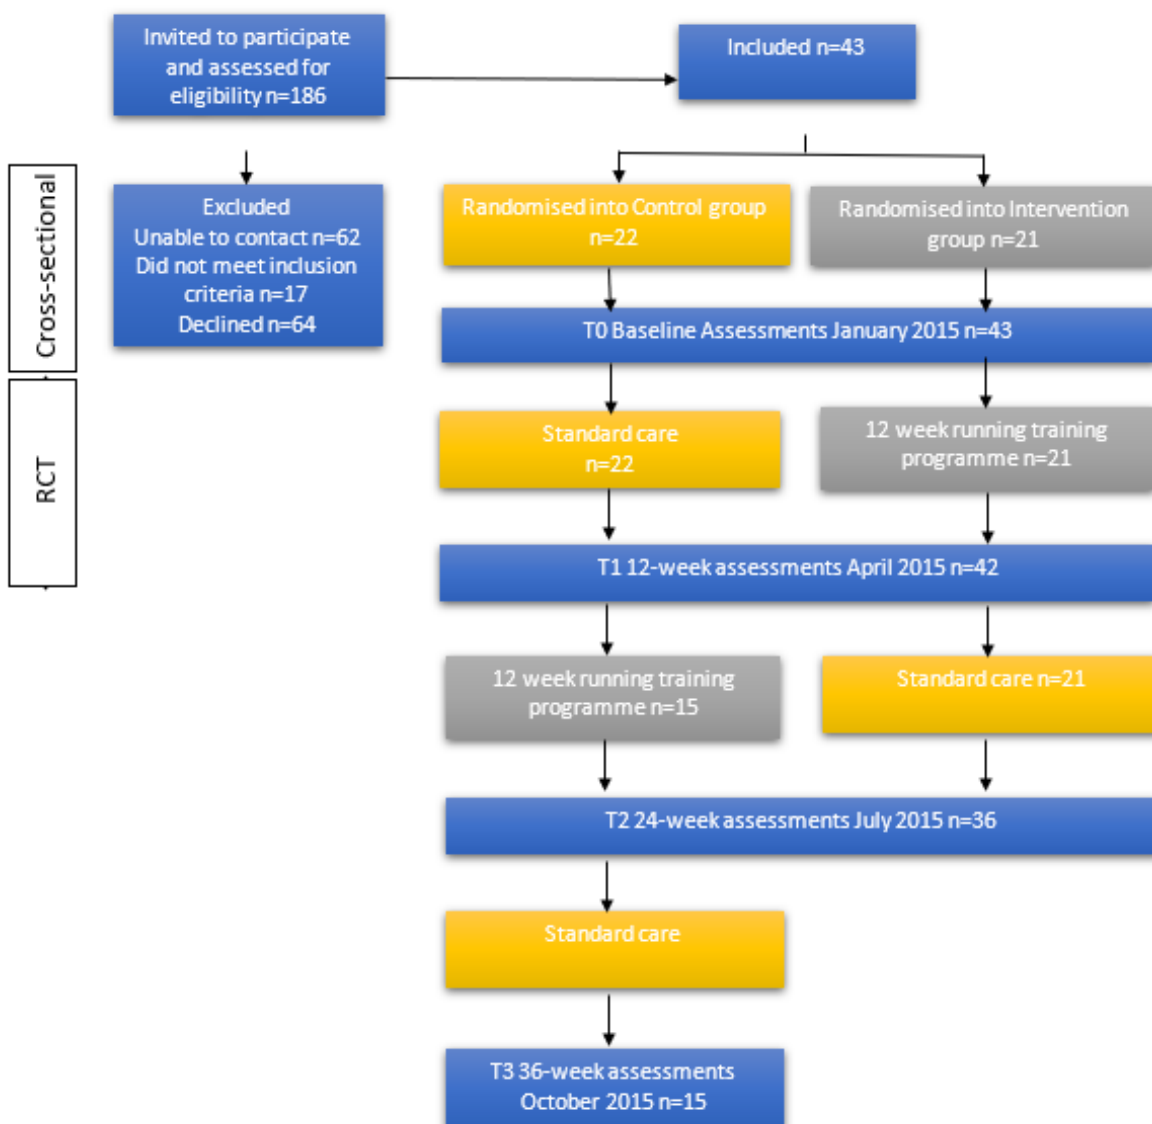 Invited to participate
and assessed for
eligibility n=186
Included n=43
Cross-sectional
Excluded
Unable to contact n=62
Did not meet inclusion
criteria n=17
Declined n=64
Randomised into Control group
n=22
Randomised into Intervention
group n=21
T0 Baseline Assessments January 2015 n=43
RCT
Standard care
n=22
12 week running training
programme n=21
T1 12-week assessments April 2015 n=42
12 week running training
programme n=15
Standard care n=21
T2 24-week assessments July 2015 n=36
Standard care
T3 36-week assessments
October 2015 n=15